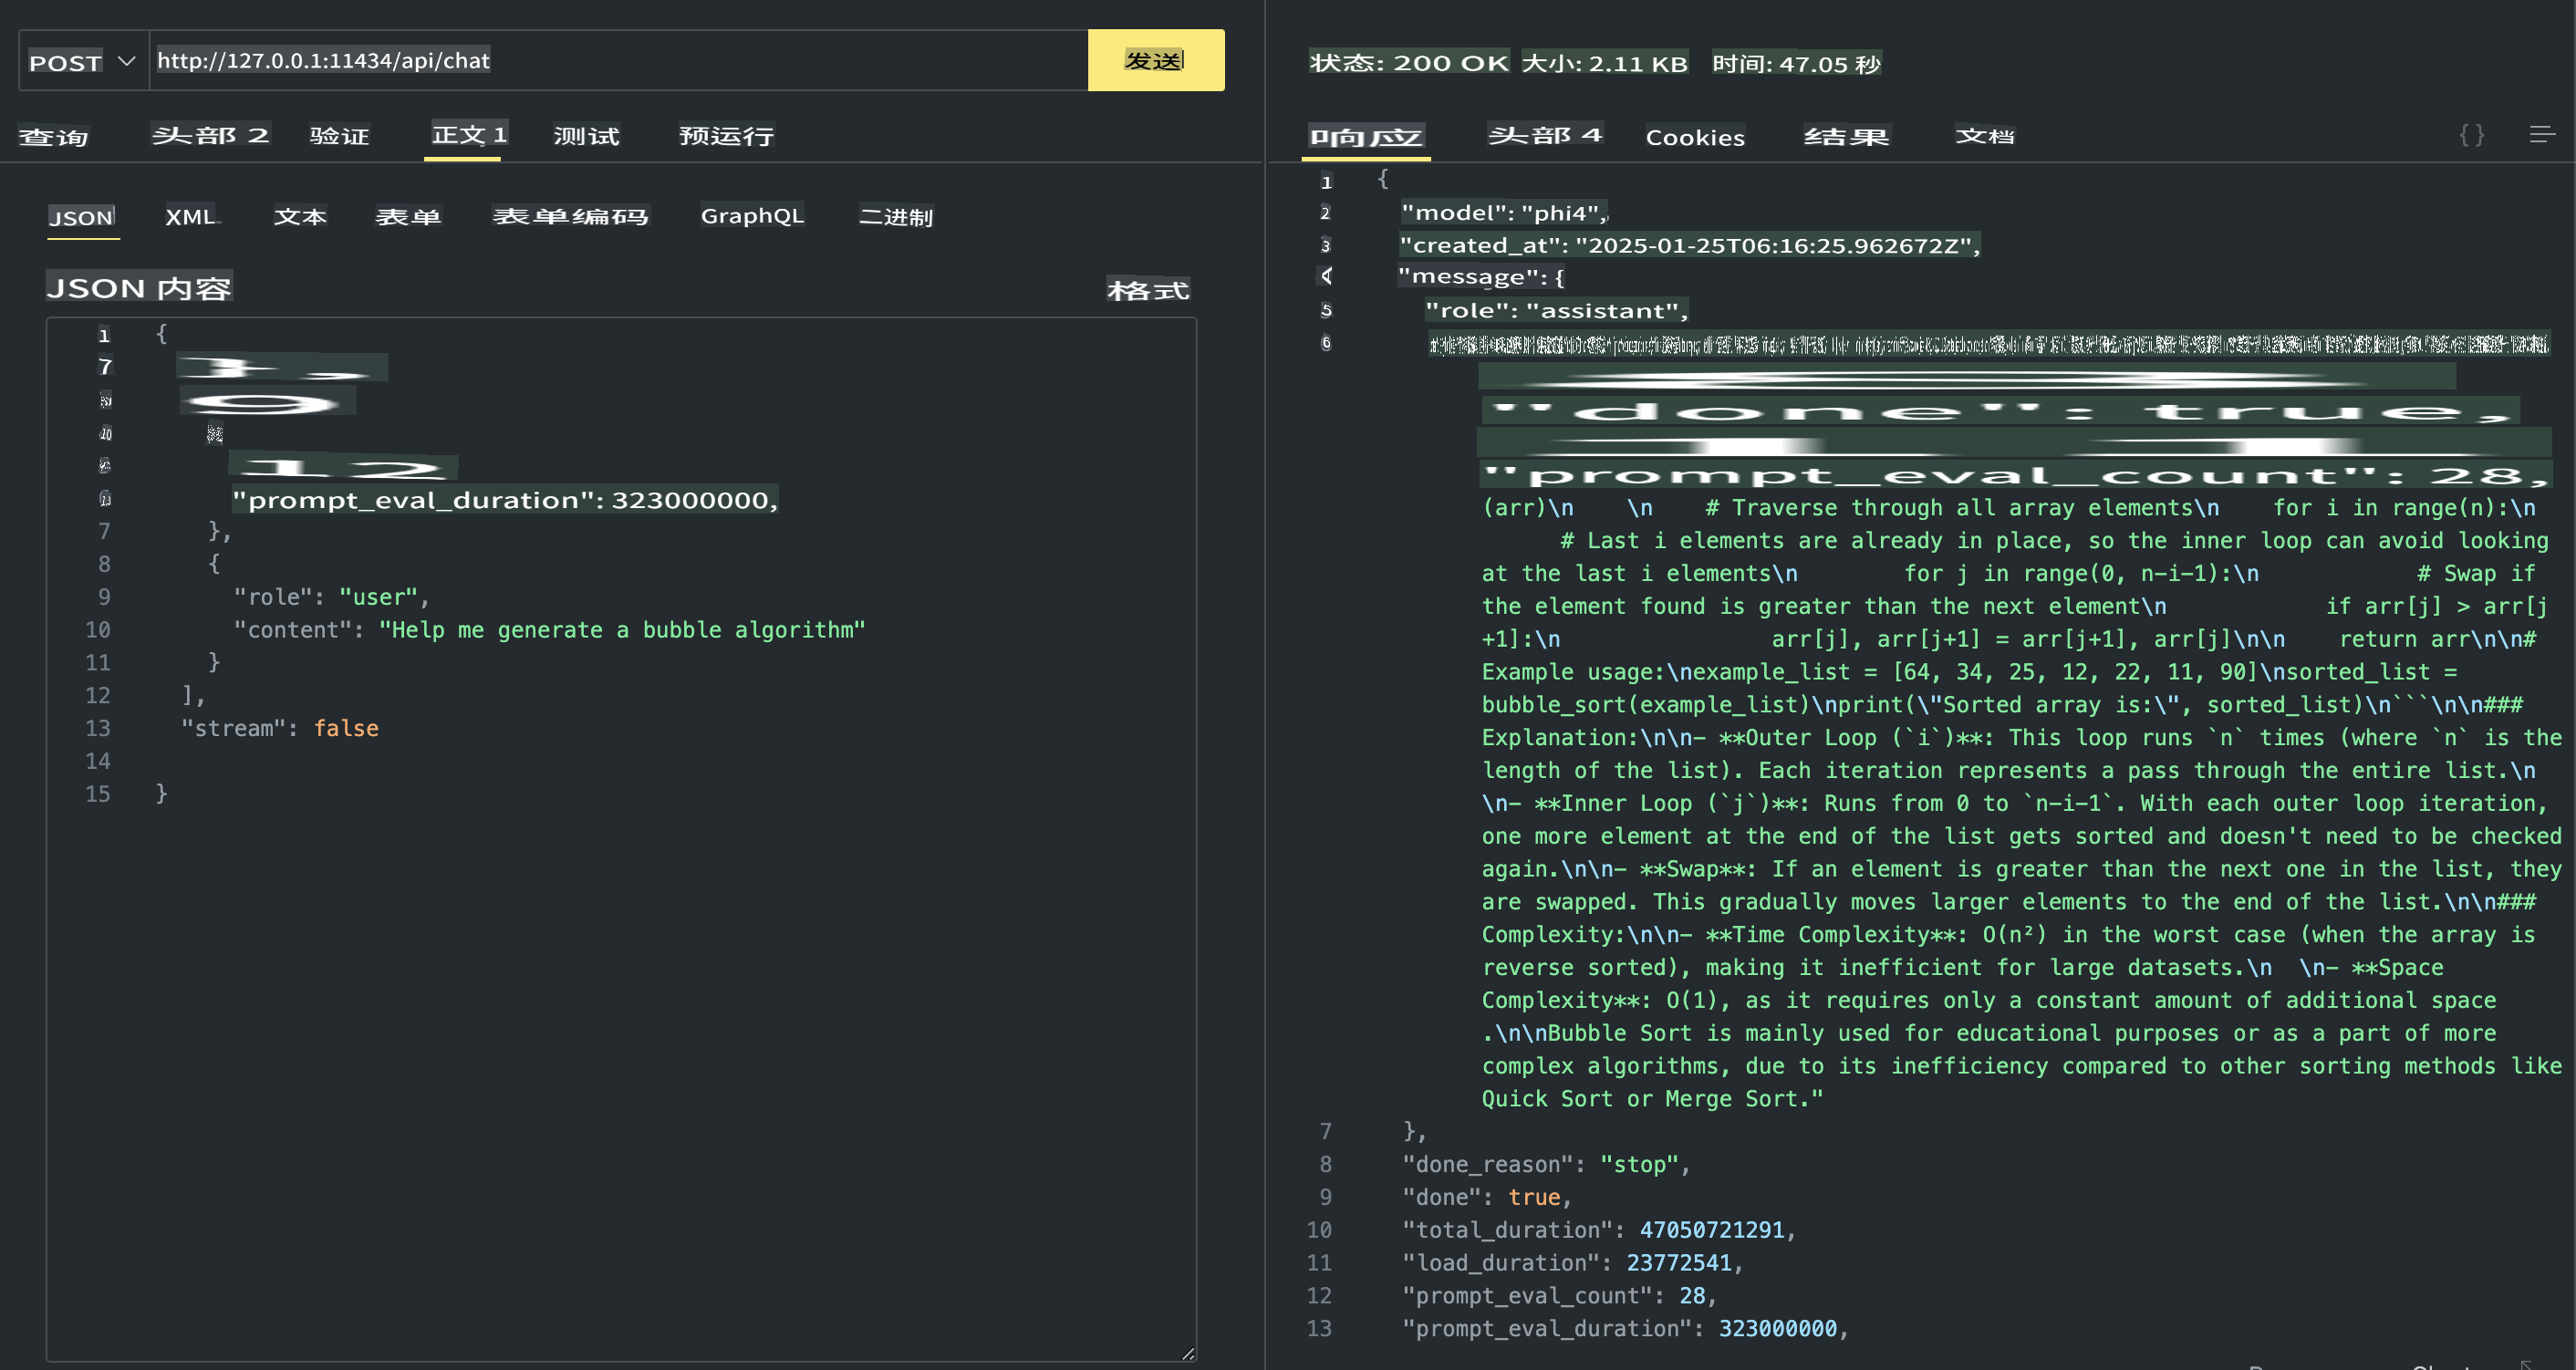 POST http://127.0.0.1:11434/api/chat 发送
查询 头部 2 验证 正文 1 测试 预运行
JSON XML 文本 表单 表单编码 GraphQL 二进制
JSON 内容 格式
1 {
7 },
9
10
12
"prompt_eval_duration": 323000000,
7 },
8 {
9 "role": "user",
10 "content": "Help me generate a bubble algorithm"
11 }
12 ],
13 "stream": false
14
15 }
状态: 200 OK 大小: 2.11 KB 时间: 47.05 秒
响应 头部 4 Cookies 结果 文档 {}
1 {
2 "model": "phi4",
3 "created_at": "2025-01-25T06:16:25.962672Z",
"message": {
5 "role": "assistant",
6
"done": true,
"prompt_eval_count": 28,
(arr)\n    \n    # Traverse through all array elements\n    for i in range(n):\n
# Last i elements are already in place, so the inner loop can avoid looking
at the last i elements\n        for j in range(0, n-i-1):\n            # Swap if
the element found is greater than the next element\n            if arr[j] > arr[j
+1]:\n                arr[j], arr[j+1] = arr[j+1], arr[j]\n\n    return arr\n\n#
Example usage:\nexample_list = [64, 34, 25, 12, 22, 11, 90]\nsorted_list =
bubble_sort(example_list)\nprint(\"Sorted array is:\", sorted_list)\n```\n\n###
Explanation:\n\n- **Outer Loop (`i`)**: This loop runs `n` times (where `n` is the
length of the list). Each iteration represents a pass through the entire list.\n
\n- **Inner Loop (`j`)**: Runs from 0 to `n-i-1`. With each outer loop iteration,
one more element at the end of the list gets sorted and doesn't need to be checked
again.\n\n- **Swap**: If an element is greater than the next one in the list, they
are swapped. This gradually moves larger elements to the end of the list.\n\n###
Complexity:\n\n- **Time Complexity**: O(n²) in the worst case (when the array is
reverse sorted), making it inefficient for large datasets.\n  \n- **Space
Complexity**: O(1), as it requires only a constant amount of additional space
.\n\nBubble Sort is mainly used for educational purposes or as a part of more
complex algorithms, due to its inefficiency compared to other sorting methods like
Quick Sort or Merge Sort."
7 },
8 "done_reason": "stop",
9 "done": true,
10 "total_duration": 47050721291,
11 "load_duration": 23772541,
12 "prompt_eval_count": 28,
13 "prompt_eval_duration": 323000000,